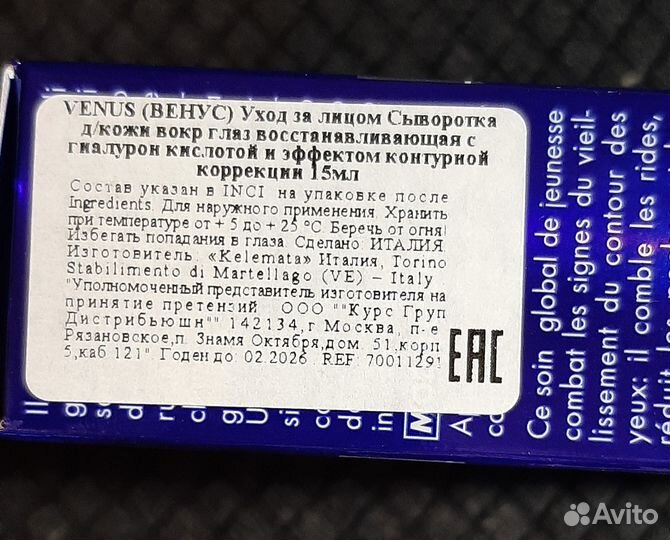 VENUS (ВЕНУС) Уход за лицом Сыворотка
д/кожи вокр глаз восстанавливающая с
гиалурон кислотой и эффектом контурной
коррекции 15мл
Состав указан в INCI на упаковке после
Ingredients. Для наружного применения. Хранить
при температуре от + 5 до + 25 °C. Беречь от огня!
Избегать попадания в глаза. Сделано: ИТАЛИЯ
Изготовитель: «Kelemata» Италия, Torino
Stabilimento di Martellago (VE) – Italy
"Уполномоченный представитель изготовителя на
принятие претензий ООО ""Курс Груп
Дистрибьюшн"" 142134,г Москва, п-е
Рязановское,п. Знамя Октября,дом. 51,корп
5,каб 121" Годен до: 02.2026 REF: 70011291
EAC
Ce soin global de jeunesse
combat les signes du vieil-
lissement du contour des
yeux: il comble les rides,
réduit
Avito